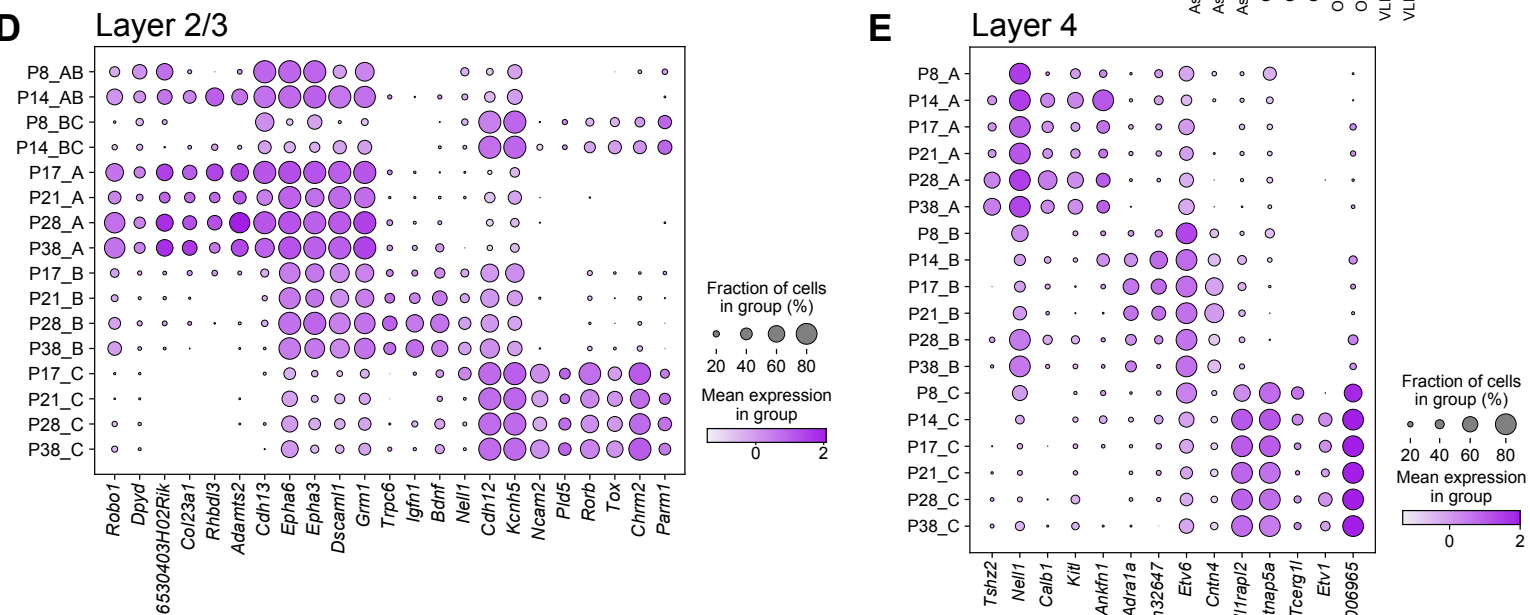 D
Layer 2/3
P8_AB
P14_AB
P8_BC
P14_BC
P17_A
P21_A
P28_A
P38_A
P17_B
P21_B
P28_B
P38_B
P17_C
P21_C
P28_C
P38_C
Robo1
Dpyd
6530403H02Rik
Col23a1
Rhbdl3
Adamts2
Cdh13
Epha6
Epha3
Dscaml1
Grm1
Trpc6
Igfn1
Bdnf
Nell1
Cdh12
Kcnh5
Ncam2
Pld5
Rorb
Tox
Chrm2
Parm1
Fraction of cells
in group (%)
20 40 60 80
Mean expression
in group
0 2
E
Layer 4
P8_A
P14_A
P17_A
P21_A
P28_A
P38_A
P8_B
P14_B
P17_B
P21_B
P28_B
P38_B
P8_C
P14_C
P17_C
P21_C
P28_C
P38_C
Tshz2
Nell1
Calb1
Kitl
Ankfn1
Adra1a
n32647
Etv6
Cntn4
l1rapl2
tnap5a
Tcerg1l
Etv1
006965
Fraction of cells
in group (%)
20 40 60 80
Mean expression
in group
0 2